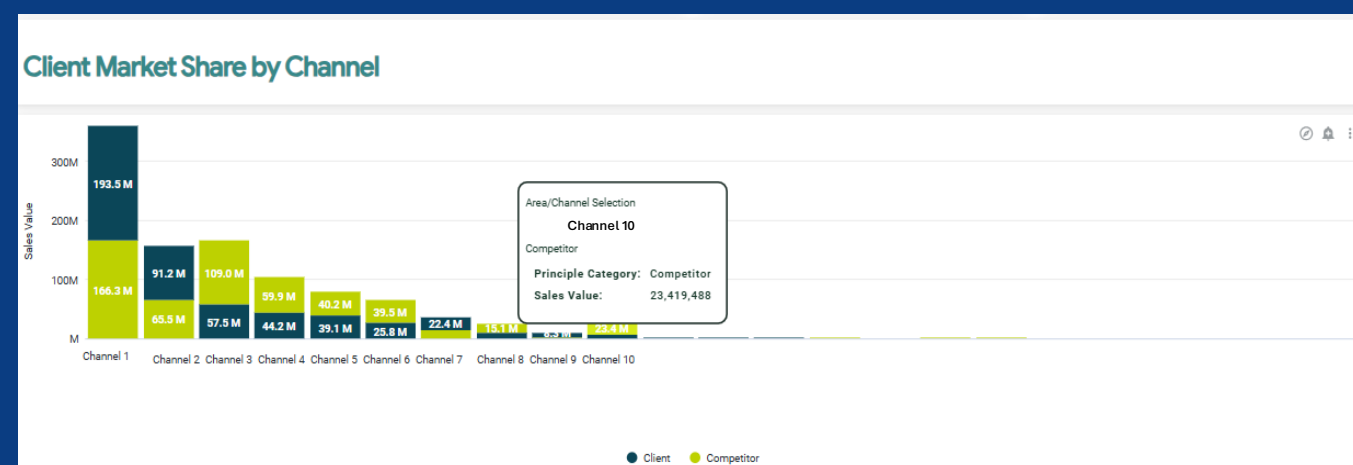 Client Market Share by Channel
Sales Value
300M
200M
100M
M
193.5 M
166.3 M
91.2 M
65.5 M
109.0 M
57.5 M
59.9 M
44.2 M
40.2 M
39.1 M
39.5 M
25.8 M
22.4 M
15.1 M
23.4 M
Area/Channel Selection
Channel 10
Competitor
Principle Category: Competitor
Sales Value: 23,419,488
Channel 1
Channel 2 Channel 3 Channel 4 Channel 5 Channel 6 Channel 7 Channel 8 Channel 9 Channel 10
Client Competitor